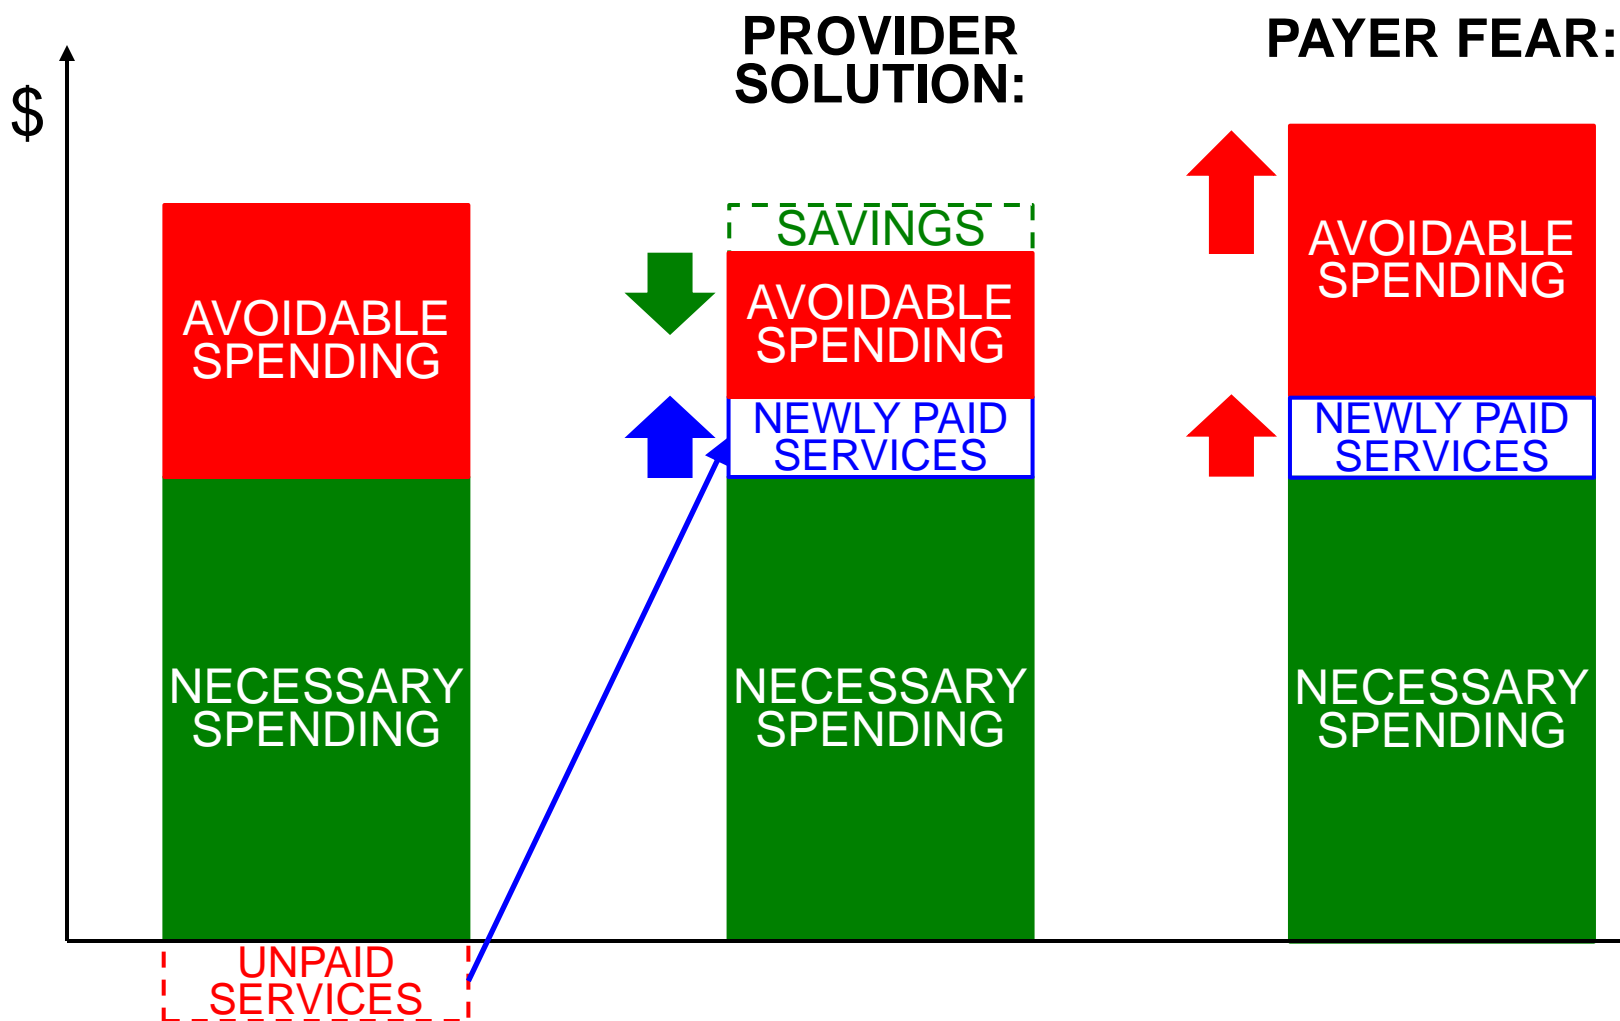 PROVIDER
SOLUTION:
PAYER FEAR:
$
AVOIDABLE
SPENDING
NECESSARY
SPENDING
UNPAID
SERVICES
SAVINGS
AVOIDABLE
SPENDING
NEWLY PAID
SERVICES
NECESSARY
SPENDING
AVOIDABLE
SPENDING
NEWLY PAID
SERVICES
NECESSARY
SPENDING